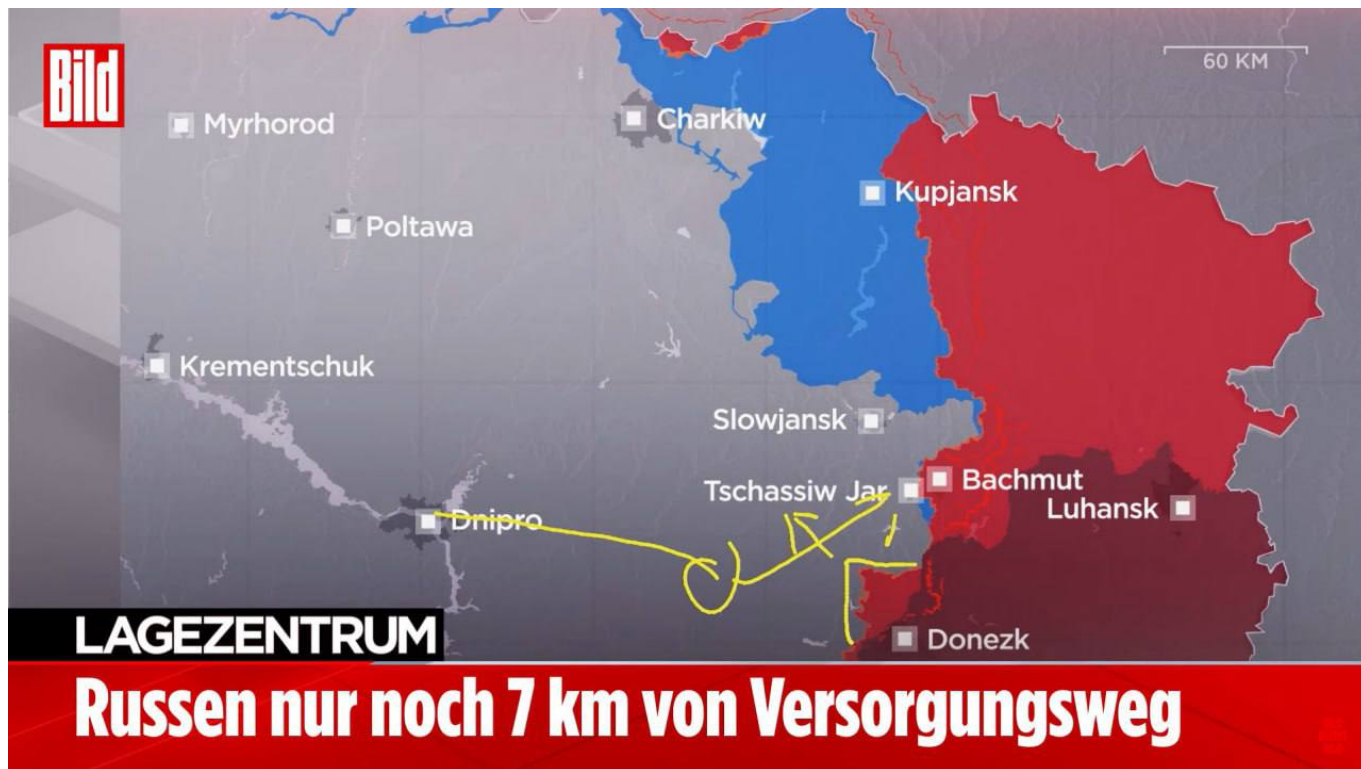 Bild
60 KM
Myrhorod
Charkiw
Kupjansk
Poltawa
Krementschuk
Slowjansk
Tschassiw Jar
Bachmut
Luhansk
Dnipro
Donezk
LAGEZENTRUM
Russen nur noch 7 km von Versorgungsweg